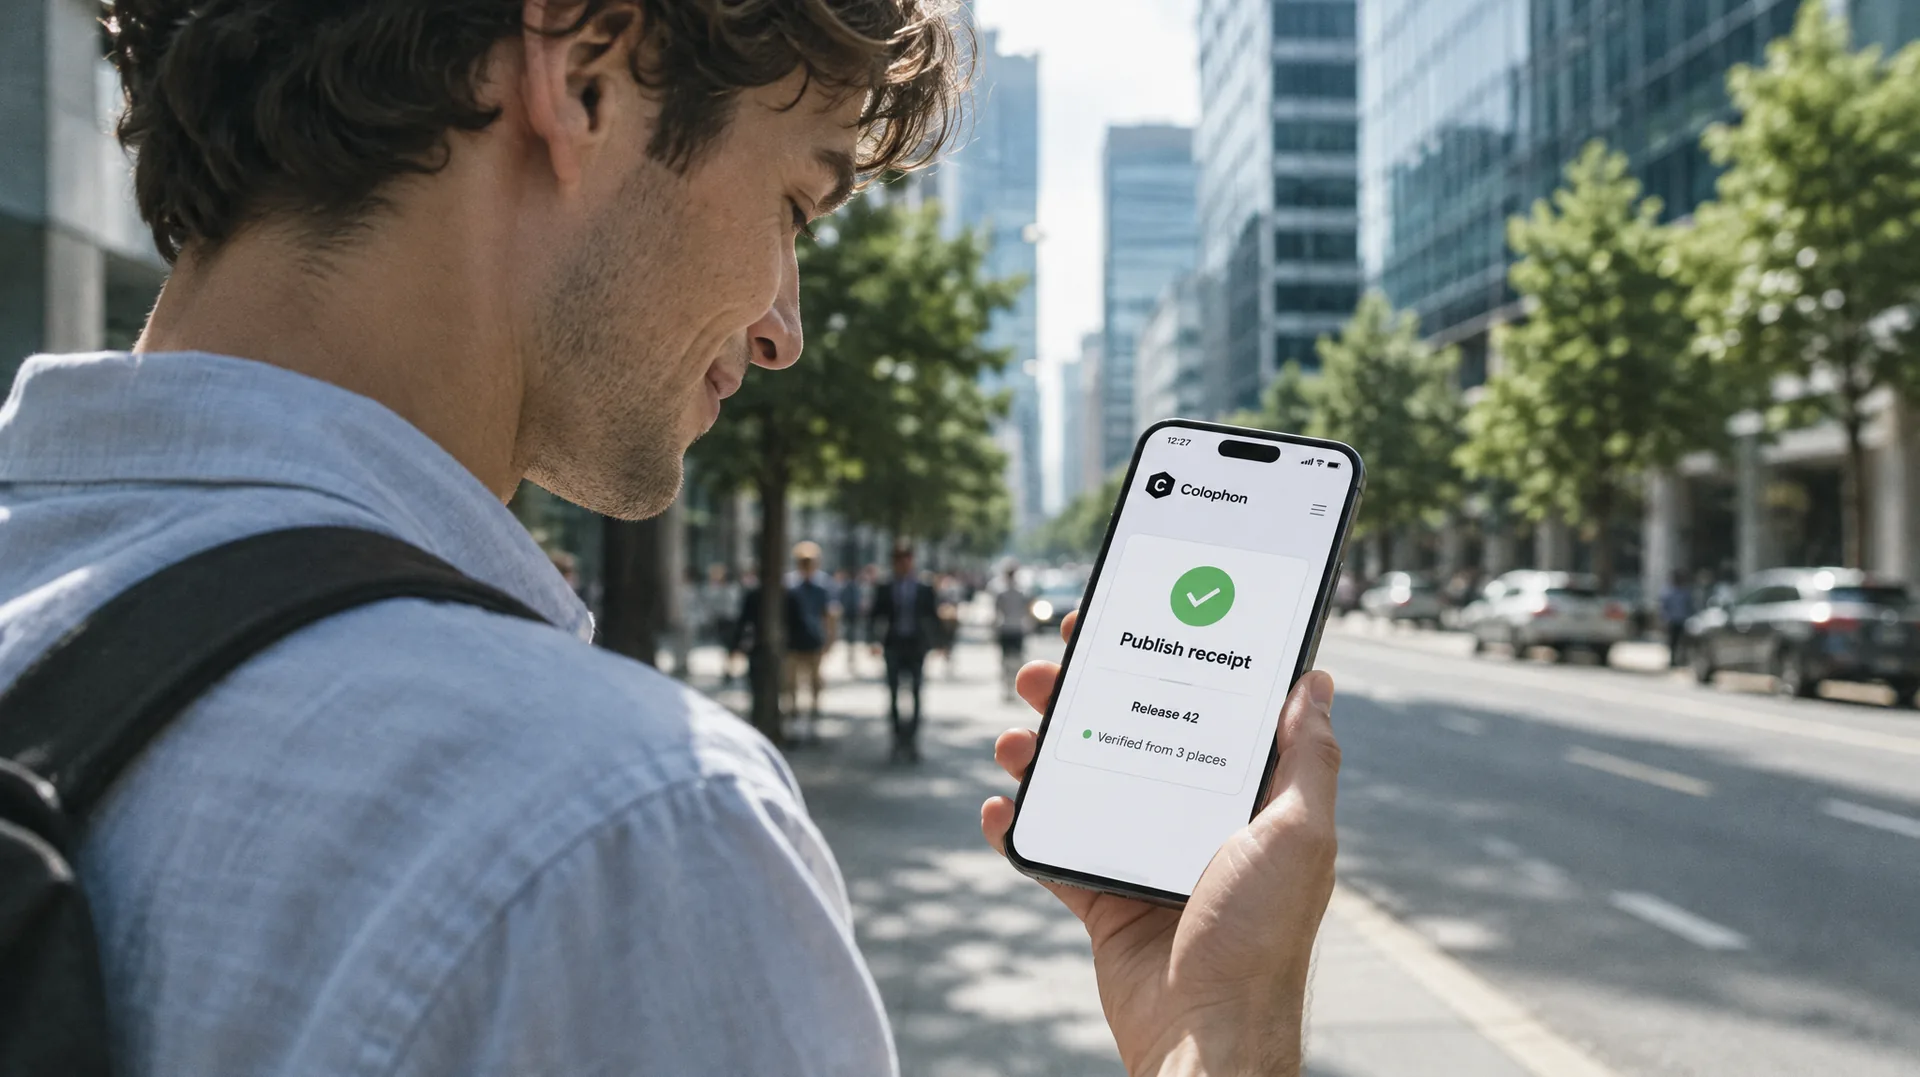 12:27
C Colophon
Publish receipt
Release 42
Verified from 3 places